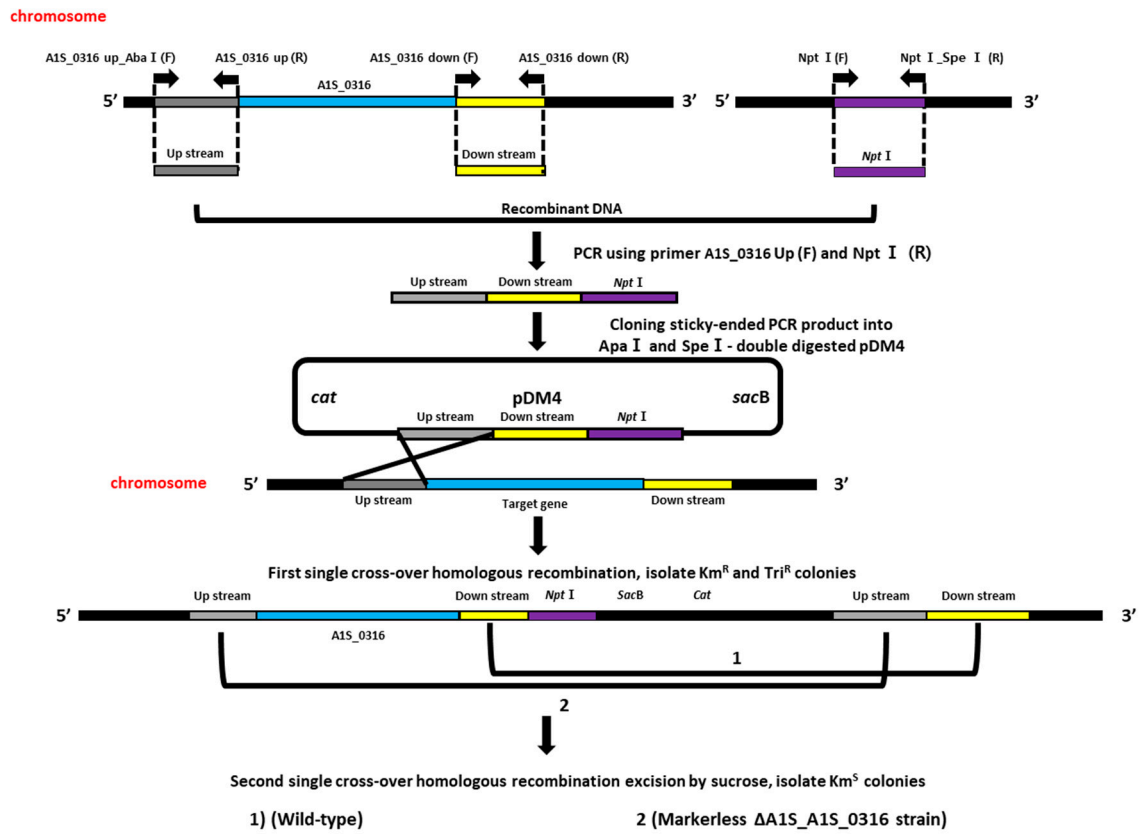 chromosome
A1S_0316 up_Aba I (F)
A1S_0316 up (R)
A1S_0316 down (F)
A1S_0316 down (R)
Npt I (F)
Npt I_Spe I (R)
A1S_0316
5’
3’
5’
3’
Up stream
Down stream
Npt I
Recombinant DNA
PCR using primer A1S_0316 Up (F) and Npt I (R)
Up stream
Down stream
Npt I
Cloning sticky-ended PCR product into
Apa I and Spe I - double digested pDM4
cat
pDM4
sacB
Up stream
Down stream
Npt I
chromosome
5’
3’
Up stream
Target gene
Down stream
First single cross-over homologous recombination, isolate KmR and TriR colonies
Up stream
Down stream
Npt I
SacB
Cat
Up stream
Down stream
5’
3’
A1S_0316
1
2
Second single cross-over homologous recombination excision by sucrose, isolate KmS colonies
1) (Wild-type)
2 (Markerless ΔA1S_A1S_0316 strain)